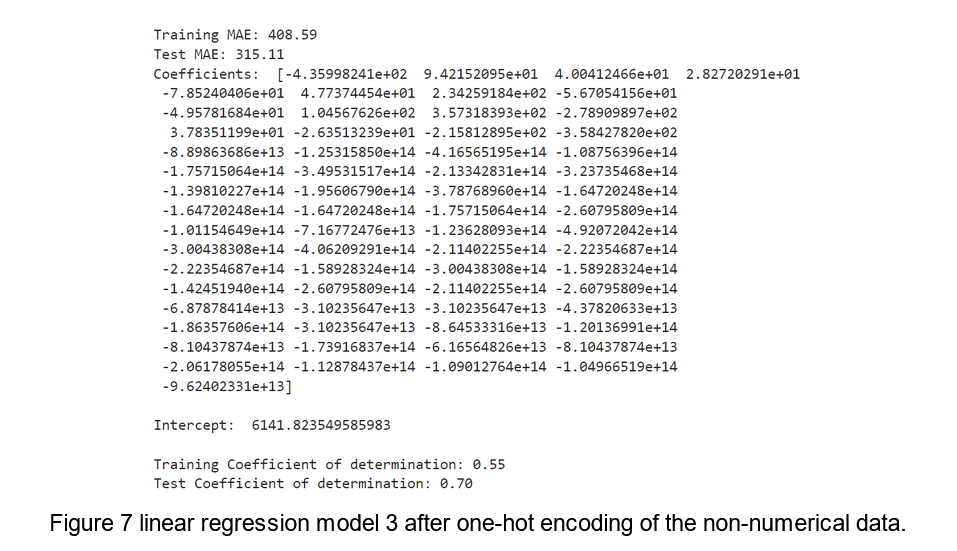 Training MAE: 408.59
Test MAE: 315.11
Coefficients:  [-4.35998241e+02  9.42152095e+01  4.00412466e+01  2.82720291e+01
-7.85240406e+01  4.77374454e+01  2.34259184e+02 -5.67054156e+01
-4.95781684e+01  1.04567626e+02  3.57318393e+02 -2.78909897e+02
3.78351199e+01 -2.63513239e+01 -2.15812895e+02 -3.58427820e+02
-8.89863686e+13 -1.25315850e+14 -4.16565195e+14 -1.08756396e+14
-1.75715064e+14 -3.49531517e+14 -2.13342831e+14 -3.23735468e+14
-1.39810227e+14 -1.95606790e+14 -3.78768960e+14 -1.64720248e+14
-1.64720248e+14 -1.64720248e+14 -1.75715064e+14 -2.60795809e+14
-1.01154649e+14 -7.16772476e+13 -1.23628093e+14 -4.92072042e+14
-3.00438308e+14 -4.06209291e+14 -2.11402255e+14 -2.22354687e+14
-2.22354687e+14 -1.58928324e+14 -3.00438308e+14 -1.58928324e+14
-1.42451940e+14 -2.60795809e+14 -2.11402255e+14 -2.60795809e+14
-6.87878414e+13 -3.10235647e+13 -3.10235647e+13 -4.37820633e+13
-1.86357606e+14 -3.10235647e+13 -8.64533316e+13 -1.20136991e+14
-8.10437874e+13 -1.73916837e+14 -6.16564826e+13 -8.10437874e+13
-2.06178055e+14 -1.12878437e+14 -1.09012764e+14 -1.04966519e+14
-9.62402331e+13]
Intercept:  6141.823549585983
Training Coefficient of determination: 0.55
Test Coefficient of determination: 0.70
Figure 7 linear regression model 3 after one-hot encoding of the non-numerical data.